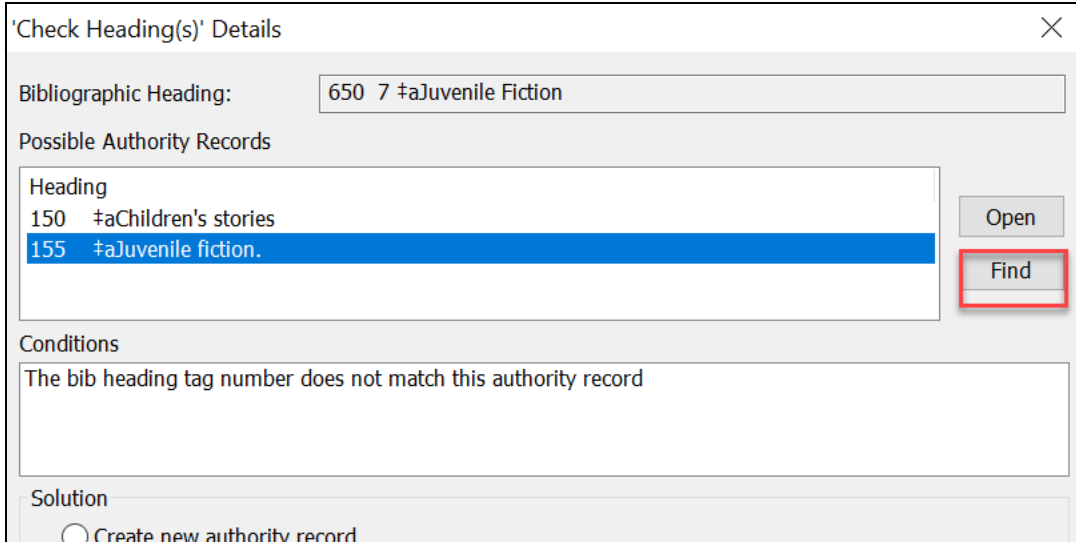 'Check Heading(s)' Details
Bibliographic Heading: 650  7 ‡aJuvenile Fiction
Possible Authority Records
Heading
150 ‡aChildren's stories
Open
155 ‡aJuvenile fiction.
Find
Conditions
The bib heading tag number does not match this authority record
Solution
Create new authority record